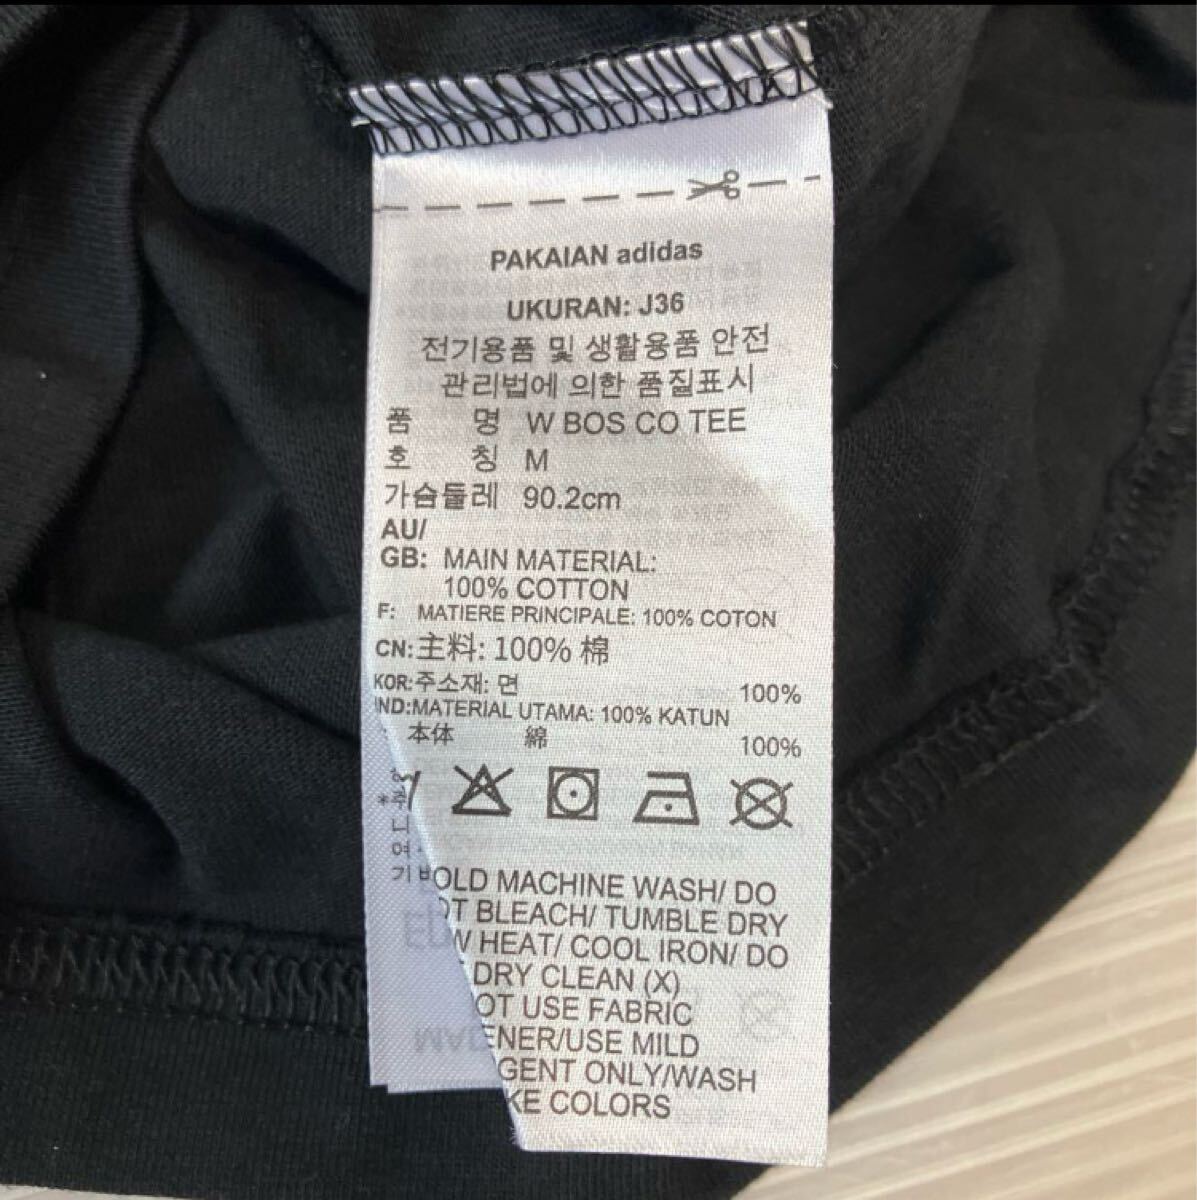 PAKAIAN adidas
UKURAN: J36
전기용품 및 생활용품 안전
관리법에 의한 품질표시
품 명 W BOS CO TEE
호 칭 M
가슴둘레 90.2cm
AU/
GB: MAIN MATERIAL:
100% COTTON
F: MATIERE PRINCIPALE: 100% COTON
CN:主料: 100% 棉
KOR:주소재: 면 100%
IND:MATERIAL UTAMA: 100% KATUN
本体 綿 100%
OLD MACHINE WASH/ DO
OT BLEACH/ TUMBLE DRY
W HEAT/ COOL IRON/ DO
DRY CLEAN (X)
OT USE FABRIC
ENER/USE MILD
GENT ONLY/WASH
KE COLORS